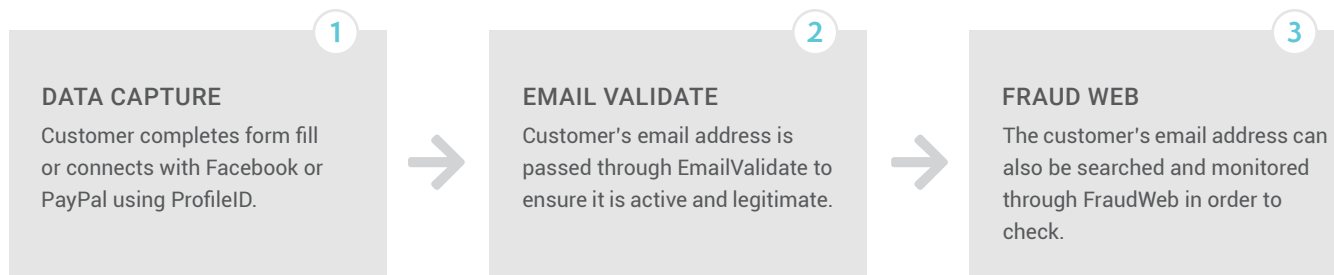 1
DATA CAPTURE
Customer completes form fill
or connects with Facebook or
PayPal using ProfileID.
2
EMAIL VALIDATE
Customer's email address is
passed through EmailValidate to
ensure it is active and legitimate.
3
FRAUD WEB
The customer's email address can
also be searched and monitored
through FraudWeb in order to
check.